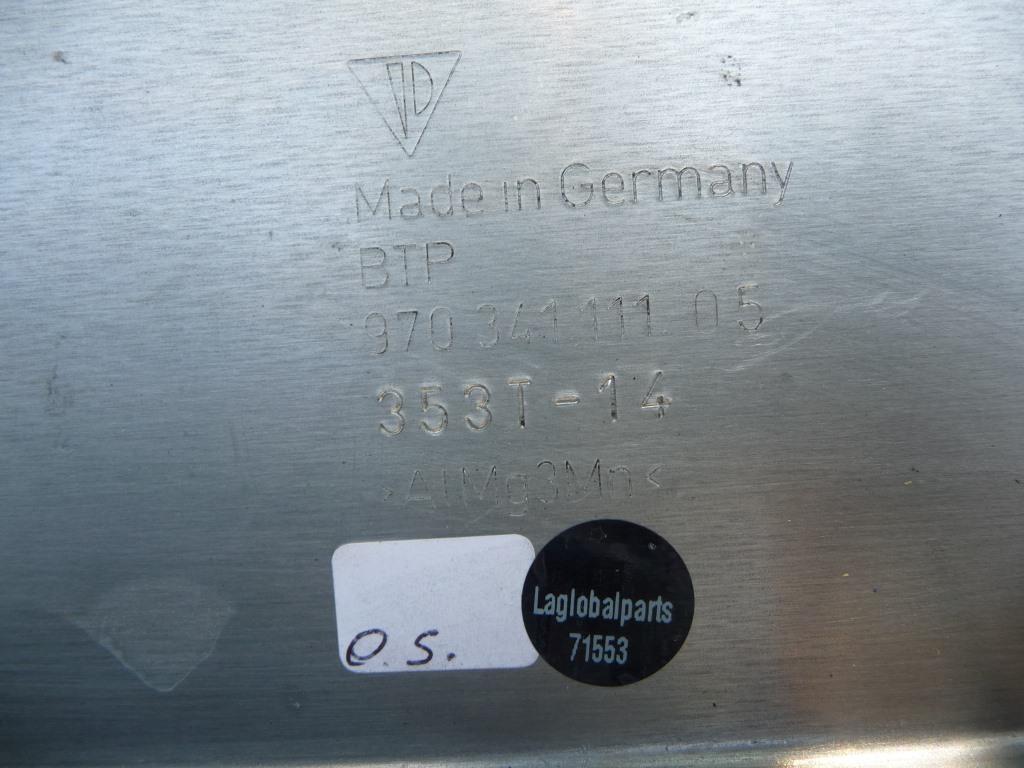 Made in Germany
BTP
970 341 111 05
353T-14
>AlMg3Mn<
e.s.
Laglobalparts
71553